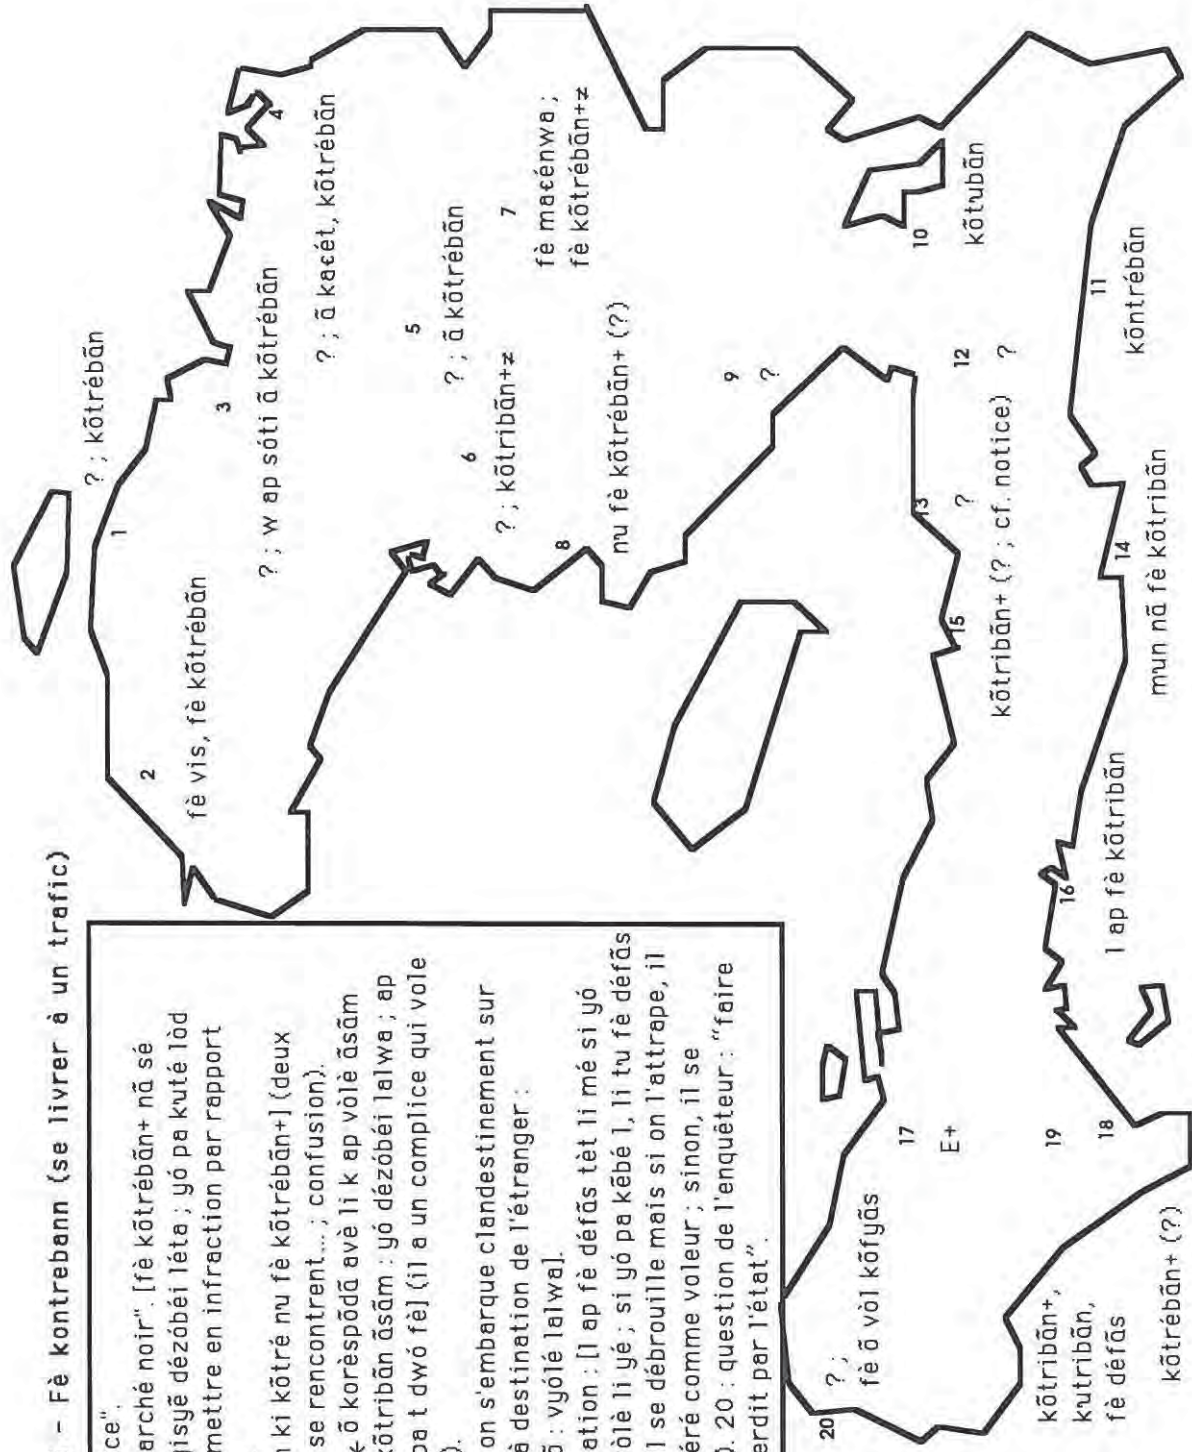 - Fè kontrebann (se livrer à un trafic)
ce".
arché noir". [fè kõtrébãn+ nã sé
gisyẽ dézóbéi léta ; yó pa kuté lòd
mettre en infraction par rapport
ki kõtré nu fè kõtrébãn+] (deux
se rencontrent... ; confusion).
õ korèspõdã avè li k ap vòlè ãsãm
kõtribãn ãsãm : yó dézóbéi lalwa ; ap
pa t dwó fè] (il a un complice qui vole
).
on s'embarque clandestinement sur
à destination de l'étranger :
õ : vyólé lalwa].
ation : [l ap fè défãs tèt li mé si yó
òlè li yé ; si yó pa kẽbé l, li tu fè défãs
l se débrouille mais si on l'attrape, il
éré comme voleur ; sinon, il se
). 20 : question de l'enquêteur : "faire
erdit par l'état".
1
? ; kõtrébãn
2
fè vis, fè kõtrébãn
3
? ; w ap sóti ã kõtrébãn
4
? ; ã kaɛét, kõtrébãn
5
? ; ã kõtrébãn
6
? ; kõtribãn+≠
7
fè maɛénwa ;
fè kõtrébãn+≠
8
nu fè kõtrébãn+ (?)
9
?
10
kõtubãn
11
kõntrébãn
12
?
13
?
14
mun nã fè kõtribãn
15
kõtribãn+ (? ; cf. notice)
16
l ap fè kõtribãn
17
E+
18
kõtrébãn+ (?)
19
kõtribãn+,
kutribãn,
fè défãs
20
? ;
fè õ vòl kõfyãs